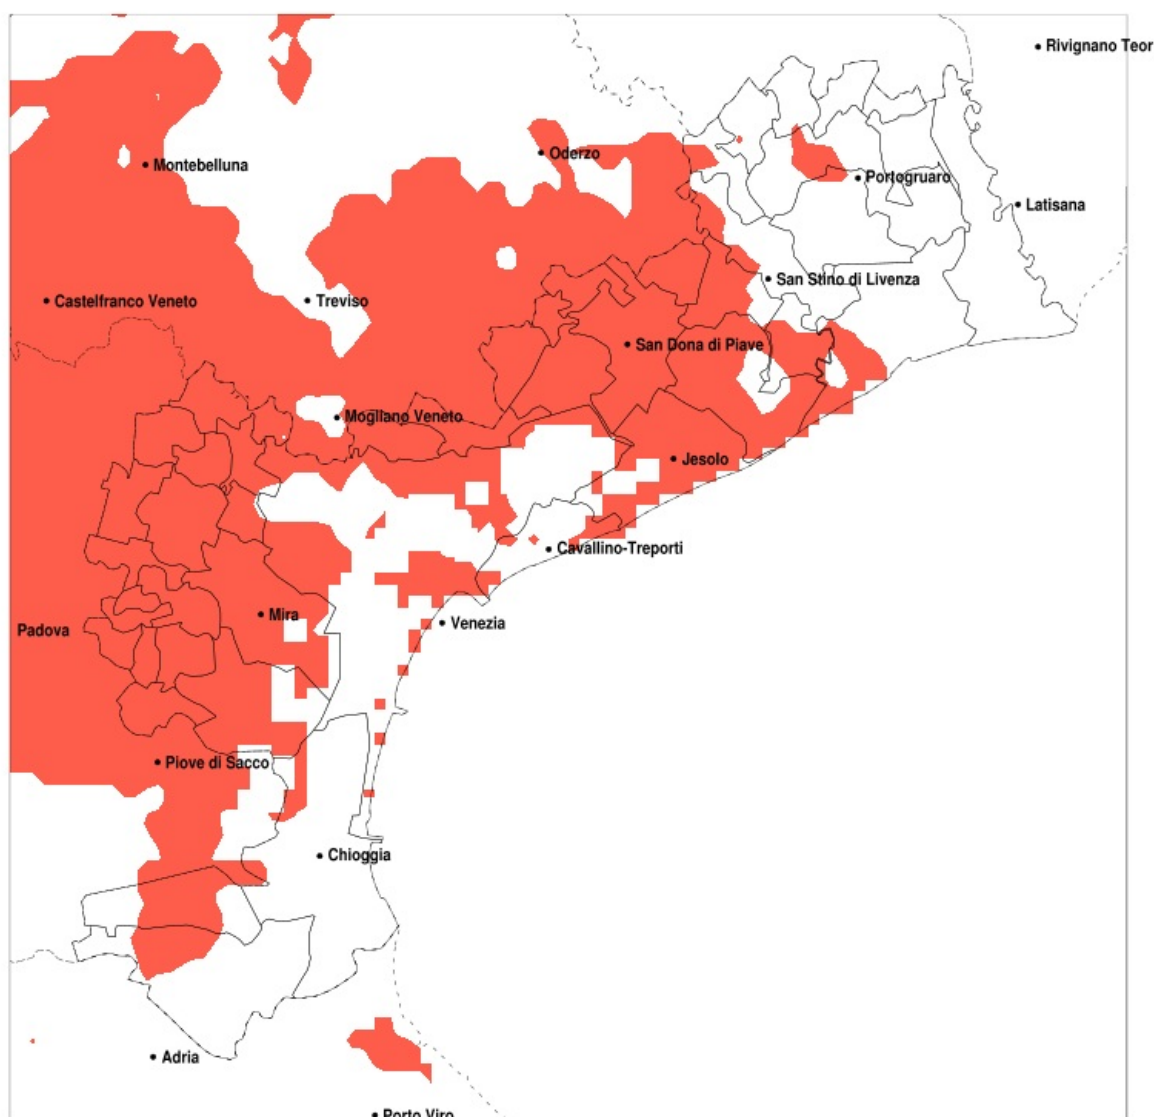 Rivignano Teor
Oderzo
Montebelluna
Portogruaro
Latisana
San Stino di Livenza
Castelfranco Veneto
Treviso
San Dona di Piave
Mogliano Veneto
Jesolo
Cavallino-Treporti
Mira
Venezia
Padova
Piove di Sacco
Chioggia
Adria
Porto Viro